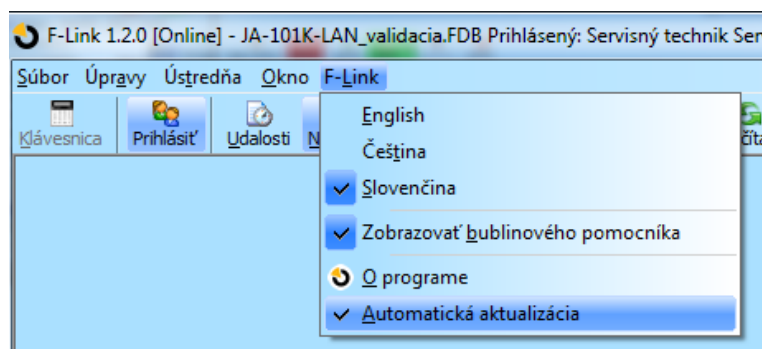 F-Link 1.2.0 [Online] - JA-101K-LAN_validacia.FDB Prihlásený: Servisný technik Ser
Súbor Úpravy Ústredňa Okno F-Link
Klávesnica Prihlásiť Udalosti N
English
Čeština
Slovenčina
Zobrazovať bublinového pomocníka
O programe
Automatická aktualizácia